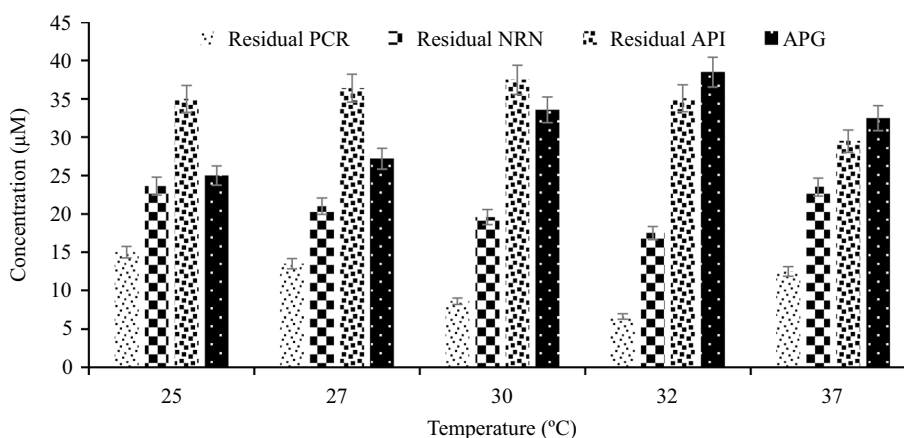 Residual PCR Residual NRN Residual API APG
Concentration (μM)
45
40
35
30
25
20
15
10
5
0
25 27 30 32 37
Temperature (ºC)